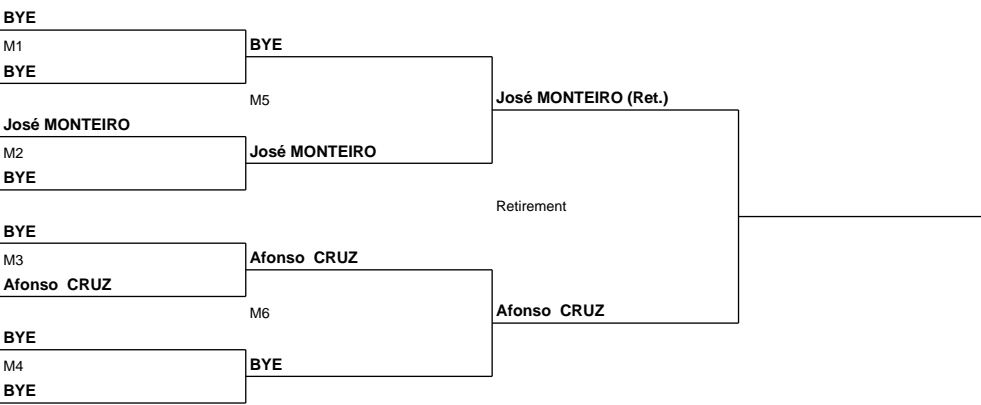 BYE
M1
BYE
BYE
M5
José MONTEIRO (Ret.)
José MONTEIRO
M2
José MONTEIRO
BYE
Retirement
BYE
M3
Afonso CRUZ
Afonso CRUZ
M6
Afonso CRUZ
BYE
M4
BYE
BYE